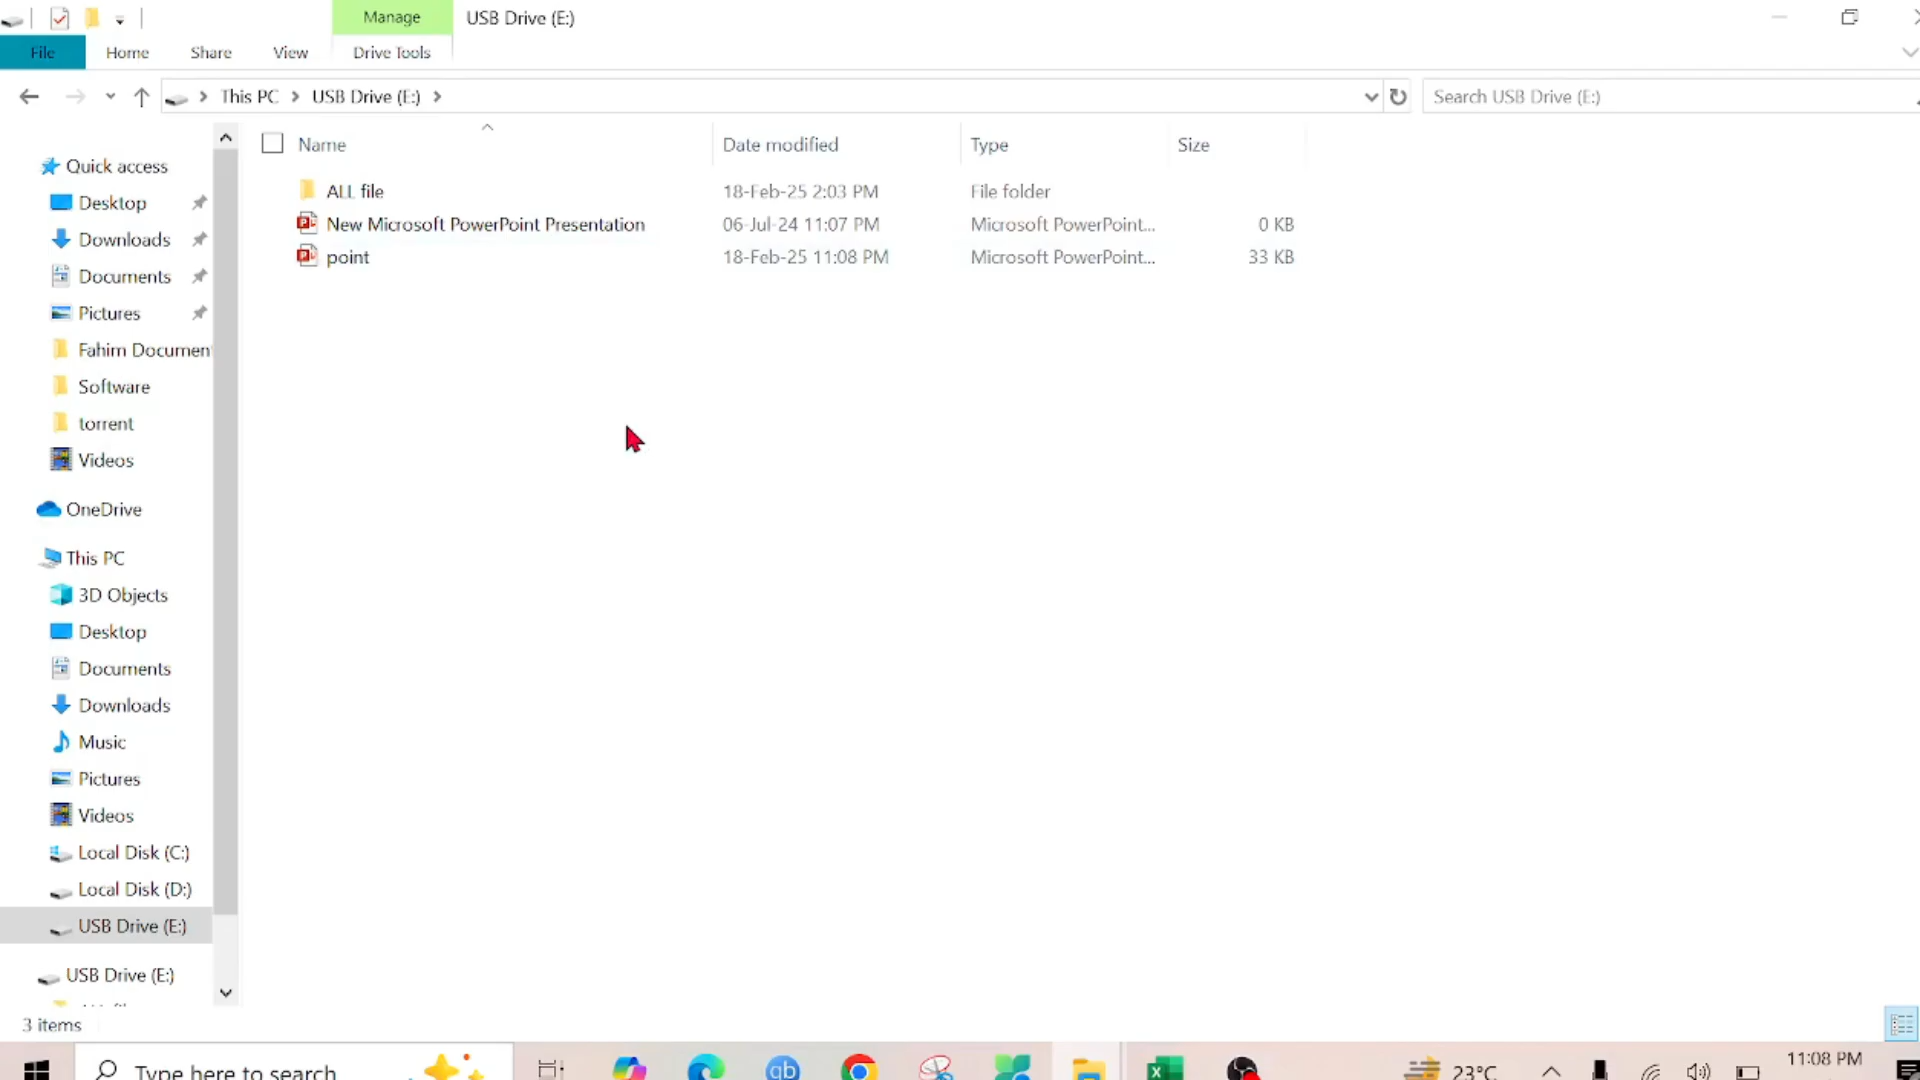 Manage
USB Drive (E:)
File
Home
Share
View
Drive Tools
This PC
USB Drive (E:)
Search USB Drive (E:)
Name
Date modified
Type
Size
ALL file
18-Feb-25 2:03 PM
File folder
New Microsoft PowerPoint Presentation
06-Jul-24 11:07 PM
Microsoft PowerPoint...
0 KB
point
18-Feb-25 11:08 PM
Microsoft PowerPoint...
33 KB
Quick access
Desktop
Downloads
Documents
Pictures
Fahim Document
Software
torrent
Videos
OneDrive
This PC
3D Objects
Desktop
Documents
Downloads
Music
Pictures
Videos
Local Disk (C:)
Local Disk (D:)
USB Drive (E:)
USB Drive (E:)
3 items
Type here to search
qb
23°C
11:08 PM